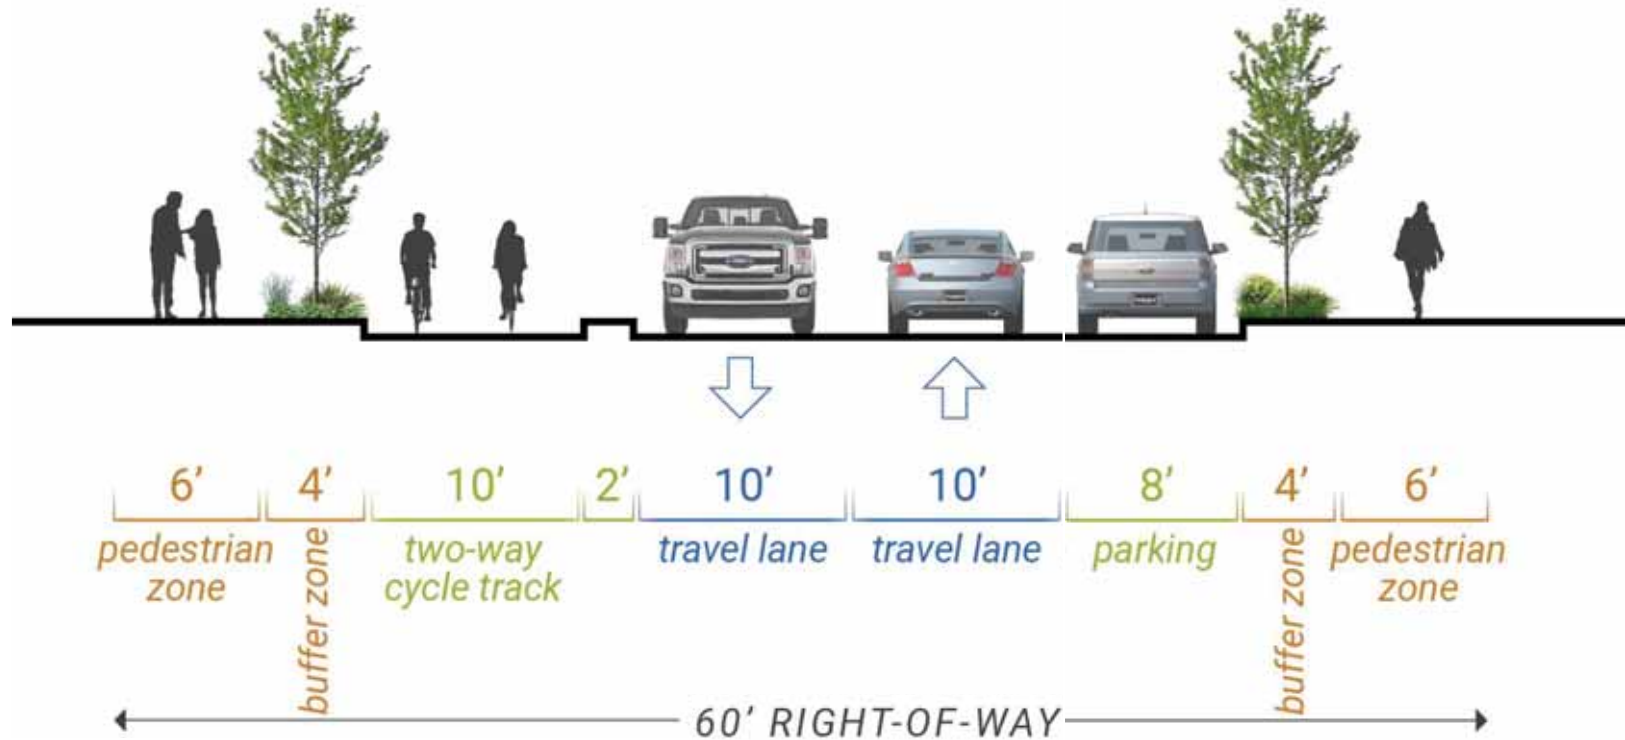 6’ 4’ 10’ 2’ 10’ 10’ 8’ 4’ 6’
pedestrian zone
buffer zone
two-way cycle track
travel lane
travel lane
parking
buffer zone
pedestrian zone
60’ RIGHT-OF-WAY